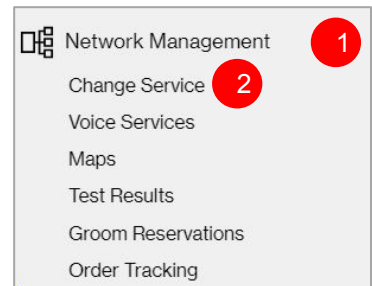 Network Management 1
Change Service 2
Voice Services
Maps
Test Results
Groom Reservations
Order Tracking